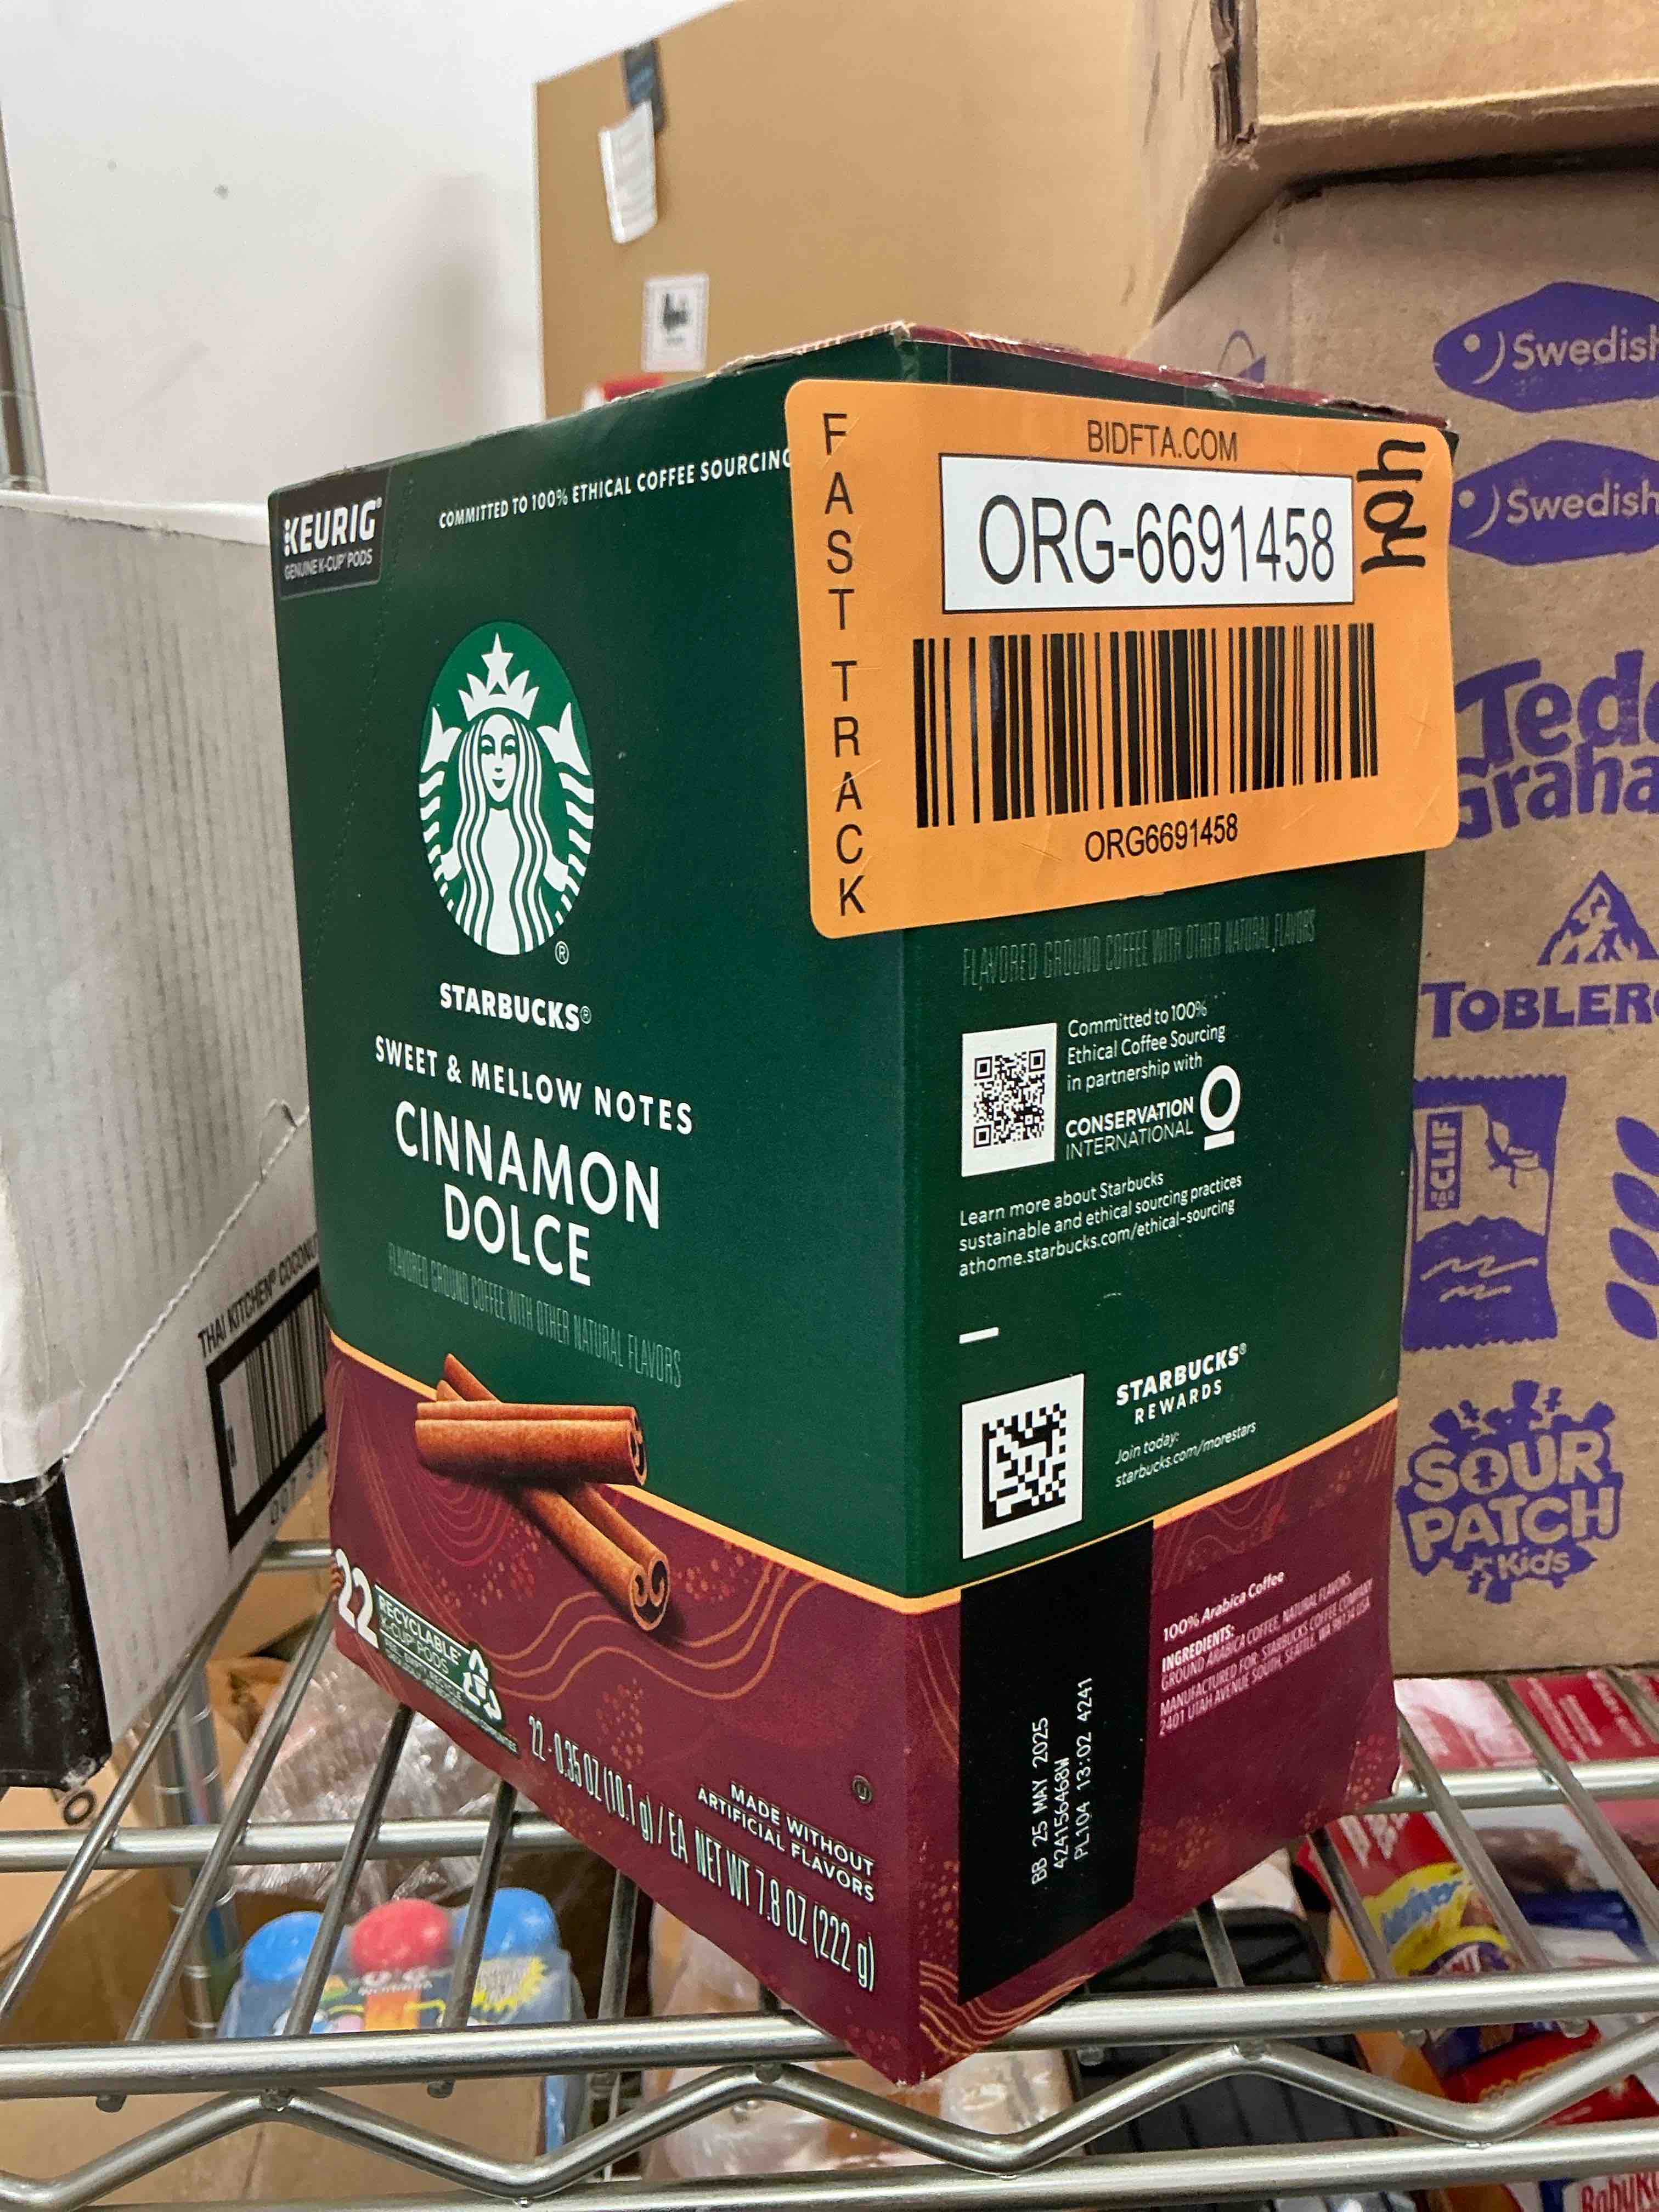 KEURIG®
GENUINE K-CUP® PODS
COMMITTED TO 100% ETHICAL COFFEE SOURCING
STARBUCKS®
SWEET & MELLOW NOTES
CINNAMON
DOLCE
FLAVORED GROUND COFFEE WITH OTHER NATURAL FLAVORS
22
RECYCLABLE*
K-CUP® PODS
22 - 0.35 OZ (10.1 g) / EA NET WT 7.8 OZ (222 g)
MADE WITHOUT
ARTIFICIAL FLAVORS
FAST TRACK
BIDFTA.COM
ORG-6691458
ORG6691458
FLAVORED GROUND COFFEE WITH OTHER NATURAL FLAVORS
Committed to 100%
Ethical Coffee Sourcing
in partnership with
CONSERVATION
INTERNATIONAL
Learn more about Starbucks
sustainable and ethical sourcing practices
athome.starbucks.com/ethical-sourcing
STARBUCKS®
REWARDS
Join today:
starbucks.com/morestars
100% Arabica Coffee
INGREDIENTS:
GROUND ARABICA COFFEE, NATURAL FLAVORS.
MANUFACTURED FOR: STARBUCKS COFFEE COMPANY
2401 UTAH AVENUE SOUTH, SEATTLE, WA 98134 USA
BB 25 MAY 2025
424156468W
PL104 13:02 4241
THAI KITCHEN® COCONUT
Swedish
Swedish
Graha
CLIF
BAR
SOUR
PATCH
Kids